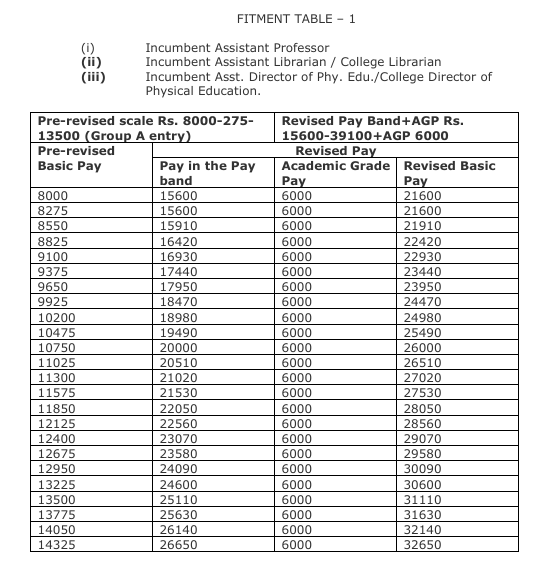 FITMENT TABLE – 1
(i) Incumbent Assistant Professor
(ii) Incumbent Assistant Librarian / College Librarian
(iii) Incumbent Asst. Director of Phy. Edu./College Director of
Physical Education.
Pre-revised scale Rs. 8000-275- Revised Pay Band+AGP Rs.
13500 (Group A entry) 15600-39100+AGP 6000
Pre-revised Revised Pay
Basic Pay Pay in the Pay Academic Grade Revised Basic
band Pay Pay
8000 15600 6000 21600
8275 15600 6000 21600
8550 15910 6000 21910
8825 16420 6000 22420
9100 16930 6000 22930
9375 17440 6000 23440
9650 17950 6000 23950
9925 18470 6000 24470
10200 18980 6000 24980
10475 19490 6000 25490
10750 20000 6000 26000
11025 20510 6000 26510
11300 21020 6000 27020
11575 21530 6000 27530
11850 22050 6000 28050
12125 22560 6000 28560
12400 23070 6000 29070
12675 23580 6000 29580
12950 24090 6000 30090
13225 24600 6000 30600
13500 25110 6000 31110
13775 25630 6000 31630
14050 26140 6000 32140
14325 26650 6000 32650